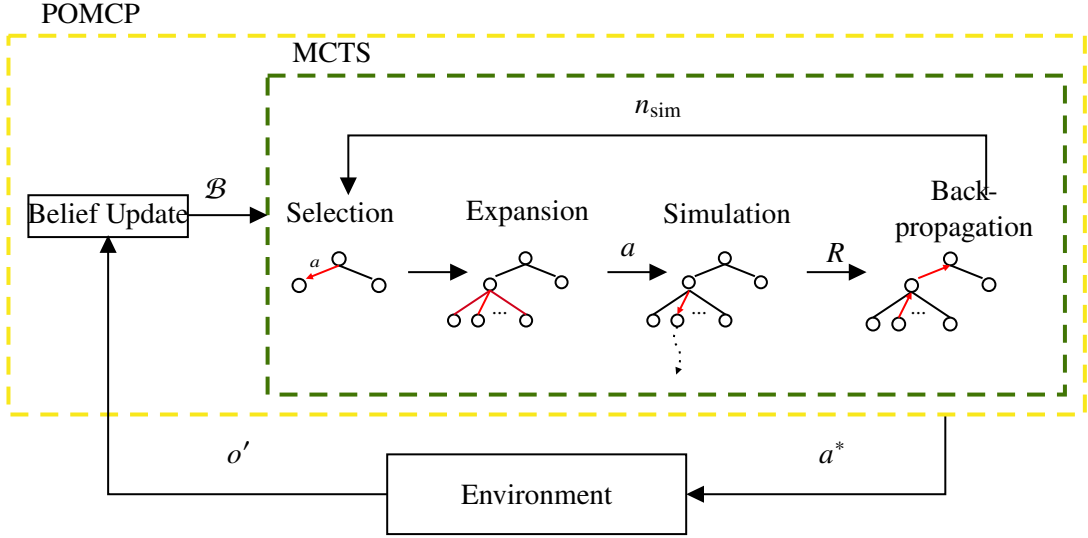 POMCP
MCTS
n_sim
ℬ
Belief Update
Selection
Expansion
Simulation
Back-
propagation
a
a
R
...
...
...
o′
a*
Environment